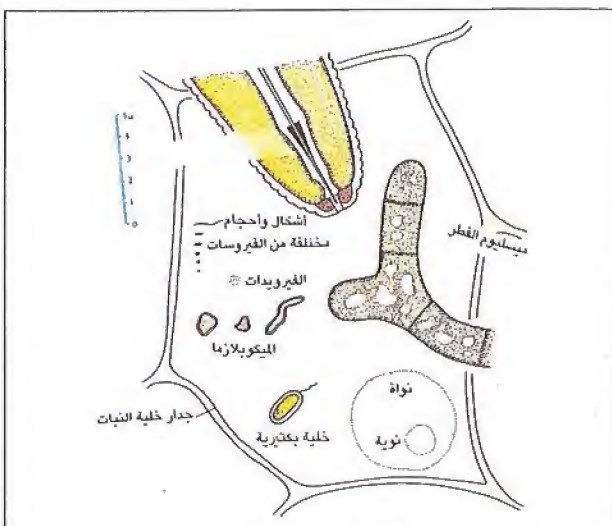 أشكال وأحجام
مختلفة من الفيروسات
ميسليوم الفطر
الفيرويدات
الميكوبلازما
نواة
جدار خلية النبات
خلية بكتيرية
نوية